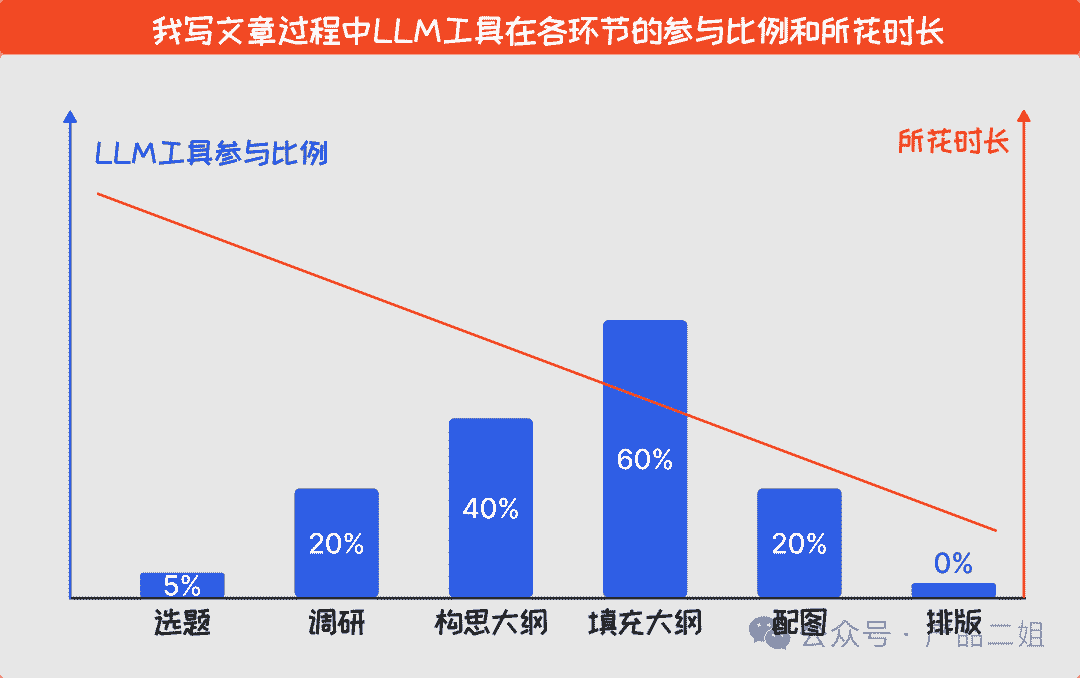 我写文章过程中LLM工具在各环节的参与比例和所花时长
LLM工具参与比例
所花时长
5%
20%
40%
60%
20%
0%
选题
调研
构思大纲
填充大纲
配图
排版
公众号 · 产品二姐